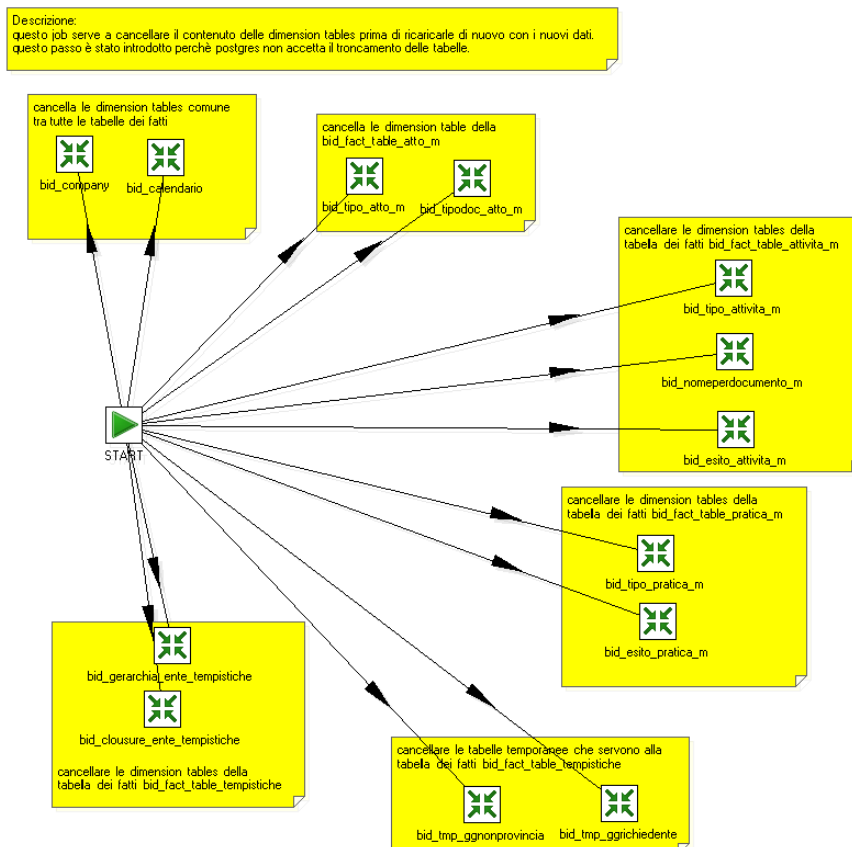 Descrizione:
questo job serve a cancellare il contenuto delle dimension tables prima di ricaricarle di nuovo con i nuovi dati.
questo passo è stato introdotto perchè postgres non accetta il troncamento delle tabelle.
cancella le dimension tables comune
tra tutte le tabelle dei fatti
bid_company
bid_calendario
cancella le dimension table della
bid_fact_table_atto_m
bid_tipo_atto_m
bid_tipodoc_atto_m
cancellare le dimension tables della
tabella dei fatti bid_fact_table_attivita_m
bid_tipo_attivita_m
bid_nomeperdocumento_m
bid_esito_attivita_m
START
cancellare le dimension tables della
tabella dei fatti bid_fact_table_pratica_m
bid_tipo_pratica_m
bid_esito_pratica_m
bid_gerarchia_ente_tempistiche
bid_clousure_ente_tempistiche
cancellare le dimension tables della
tabella dei fatti bid_fact_table_tempistiche
cancellare le tabelle temporanee che servono alla
tabella dei fatti bid_fact_table_tempistiche
bid_tmp_ggnonprovincia
bid_tmp_ggrichiedente